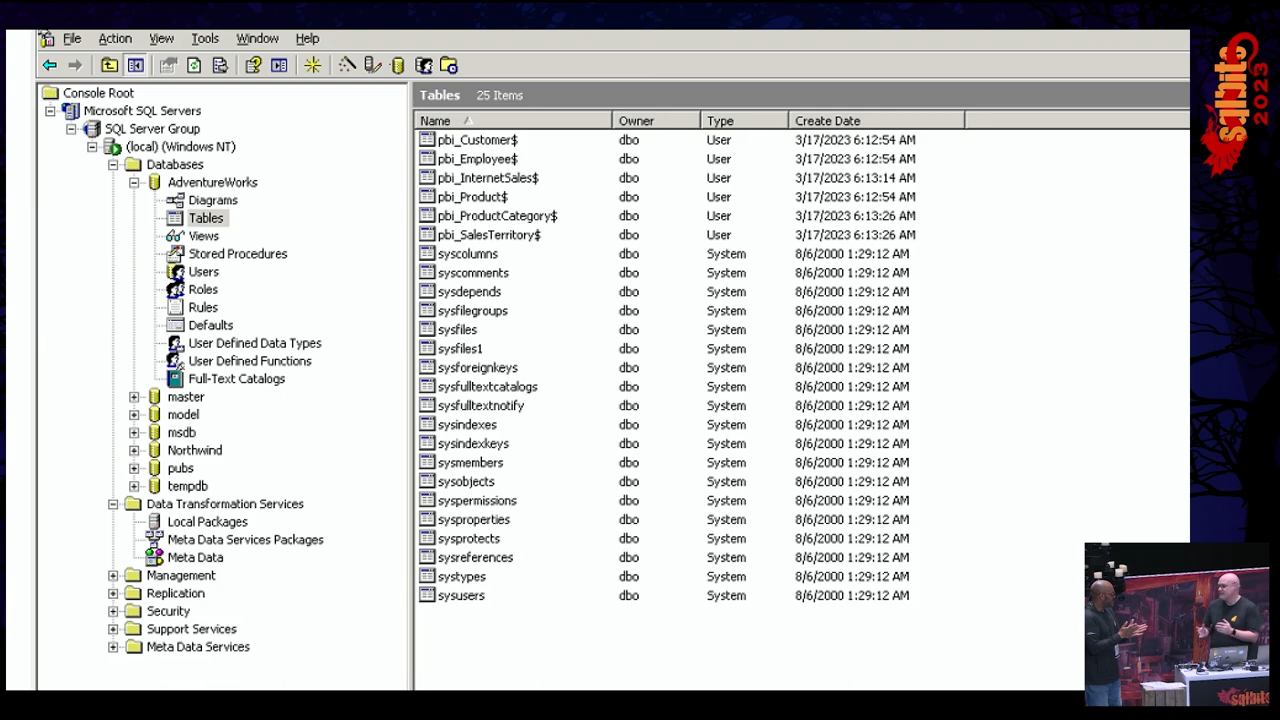 File Action View Tools Window Help
Console Root
Microsoft SQL Servers
SQL Server Group
(local) (Windows NT)
Databases
AdventureWorks
Diagrams
Tables
Views
Stored Procedures
Users
Roles
Rules
Defaults
User Defined Data Types
User Defined Functions
Full-Text Catalogs
master
model
msdb
Northwind
pubs
tempdb
Data Transformation Services
Local Packages
Meta Data Services Packages
Meta Data
Management
Replication
Security
Support Services
Meta Data Services
Tables 25 Items
Name Owner Type Create Date
pbi_Customer$ dbo User 3/17/2023 6:12:54 AM
pbi_Employee$ dbo User 3/17/2023 6:12:54 AM
pbi_InternetSales$ dbo User 3/17/2023 6:13:14 AM
pbi_Product$ dbo User 3/17/2023 6:12:54 AM
pbi_ProductCategory$ dbo User 3/17/2023 6:13:26 AM
pbi_SalesTerritory$ dbo User 3/17/2023 6:13:26 AM
syscolumns dbo System 8/6/2000 1:29:12 AM
syscomments dbo System 8/6/2000 1:29:12 AM
sysdepends dbo System 8/6/2000 1:29:12 AM
sysfilegroups dbo System 8/6/2000 1:29:12 AM
sysfiles dbo System 8/6/2000 1:29:12 AM
sysfiles1 dbo System 8/6/2000 1:29:12 AM
sysforeignkeys dbo System 8/6/2000 1:29:12 AM
sysfulltextcatalogs dbo System 8/6/2000 1:29:12 AM
sysfulltextnotify dbo System 8/6/2000 1:29:12 AM
sysindexes dbo System 8/6/2000 1:29:12 AM
sysindexkeys dbo System 8/6/2000 1:29:12 AM
sysmembers dbo System 8/6/2000 1:29:12 AM
sysobjects dbo System 8/6/2000 1:29:12 AM
syspermissions dbo System 8/6/2000 1:29:12 AM
sysproperties dbo System 8/6/2000 1:29:12 AM
sysprotects dbo System 8/6/2000 1:29:12 AM
sysreferences dbo System 8/6/2000 1:29:12 AM
systypes dbo System 8/6/2000 1:29:12 AM
sysusers dbo System 8/6/2000 1:29:12 AM
sqlbits
2023
sqlbits